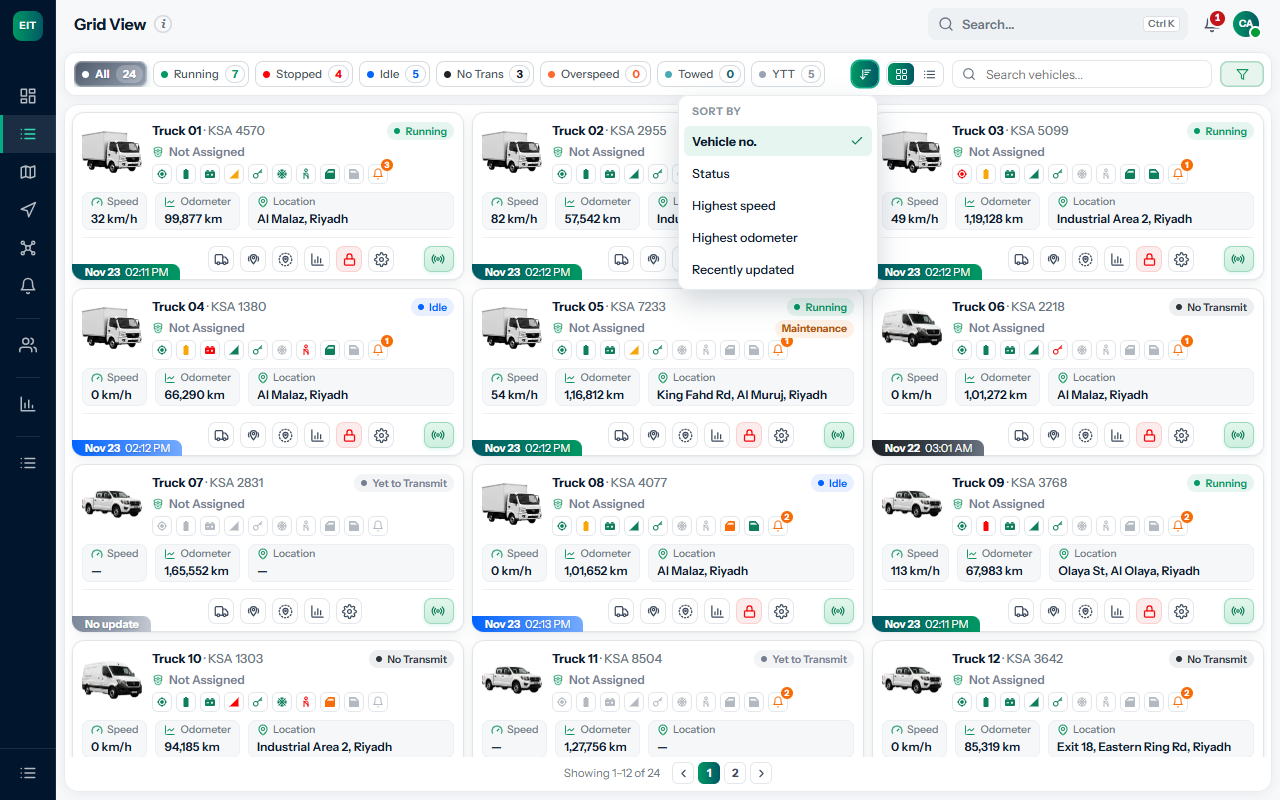 EIT
Grid View
i
Search...
Ctrl K
1
CA
All 24
Running 7
Stopped 4
Idle 5
No Trans 3
Overspeed 0
Towed 0
YTT 5
Search vehicles...
SORT BY
Vehicle no.
Status
Highest speed
Highest odometer
Recently updated
Truck 01 · KSA 4570
Running
Not Assigned
3
Speed
32 km/h
Odometer
99,877 km
Location
Al Malaz, Riyadh
Nov 23 02:11 PM
Truck 02 · KSA 2955
Not Assigned
Speed
82 km/h
Odometer
57,542 km
Nov 23 02:12 PM
Truck 03 · KSA 5099
Running
Not Assigned
1
Speed
49 km/h
Odometer
1,19,128 km
Location
Industrial Area 2, Riyadh
Nov 23 02:12 PM
Truck 04 · KSA 1380
Idle
Not Assigned
1
Speed
0 km/h
Odometer
66,290 km
Location
Al Malaz, Riyadh
Nov 23 02:12 PM
Truck 05 · KSA 7233
Running
Not Assigned
Maintenance
1
Speed
54 km/h
Odometer
1,16,812 km
Location
King Fahd Rd, Al Muruj, Riyadh
Nov 23 02:12 PM
Truck 06 · KSA 2218
No Transmit
Not Assigned
1
Speed
0 km/h
Odometer
1,01,272 km
Location
Al Malaz, Riyadh
Nov 22 03:01 AM
Truck 07 · KSA 2831
Yet to Transmit
Not Assigned
Speed
—
Odometer
1,65,552 km
Location
—
No update
Truck 08 · KSA 4077
Idle
Not Assigned
2
Speed
0 km/h
Odometer
1,01,652 km
Location
Al Malaz, Riyadh
Nov 23 02:13 PM
Truck 09 · KSA 3768
Running
Not Assigned
2
Speed
113 km/h
Odometer
67,983 km
Location
Olaya St, Al Olaya, Riyadh
Nov 23 02:11 PM
Truck 10 · KSA 1303
No Transmit
Not Assigned
Speed
0 km/h
Odometer
94,185 km
Location
Industrial Area 2, Riyadh
Truck 11 · KSA 8504
Yet to Transmit
Not Assigned
2
Speed
—
Odometer
1,27,756 km
Location
—
Truck 12 · KSA 3642
No Transmit
Not Assigned
2
Speed
0 km/h
Odometer
85,319 km
Location
Exit 18, Eastern Ring Rd, Riyadh
Showing 1–12 of 24
1
2